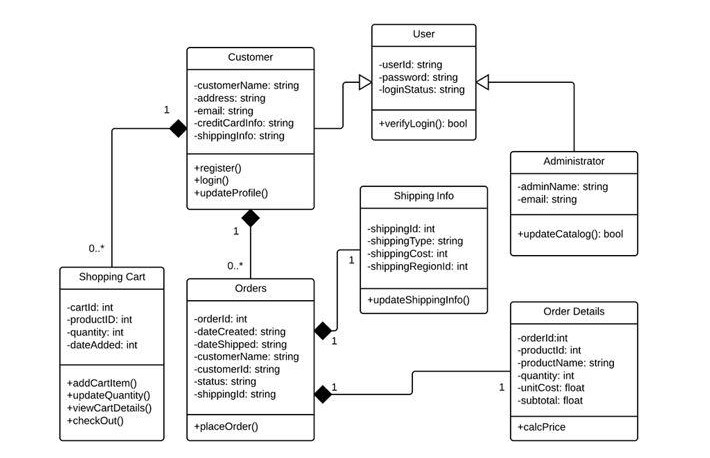 User
-userId: string
-password: string
-loginStatus: string
+verifyLogin(): bool
Customer
-customerName: string
-address: string
-email: string
-creditCardInfo: string
-shippingInfo: string
+register()
+login()
+updateProfile()
1
1
0..*
0..*
Administrator
-adminName: string
-email: string
+updateCatalog(): bool
Shipping Info
-shippingId: int
-shippingType: string
-shippingCost: int
-shippingRegionId: int
+updateShippingInfo()
1
1
Shopping Cart
-cartId: int
-productID: int
-quantity: int
-dateAdded: int
+addCartItem()
+updateQuantity()
+viewCartDetails()
+checkOut()
Orders
-orderId: int
-dateCreated: string
-dateShipped: string
-customerName: string
-customerId: string
-status: string
-shippingId: string
+placeOrder()
1
1
Order Details
-orderId:int
-productId: int
-productName: string
-quantity: int
-unitCost: float
-subtotal: float
+calcPrice